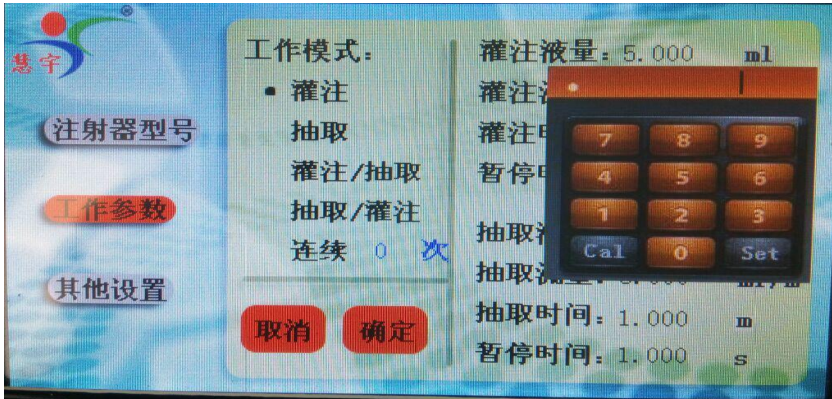 慧宇
®
注射器型号
工作参数
其他设置
工作模式:
灌注
抽取
灌注/抽取
抽取/灌注
连续 0 次
取消
确定
灌注液量: 5.000 ml
灌注
灌注
暂停
抽取
抽取
抽取时间: 1.000 m
暂停时间: 1.000 s
7 8 9
4 5 6
1 2 3
Cal 0 Set